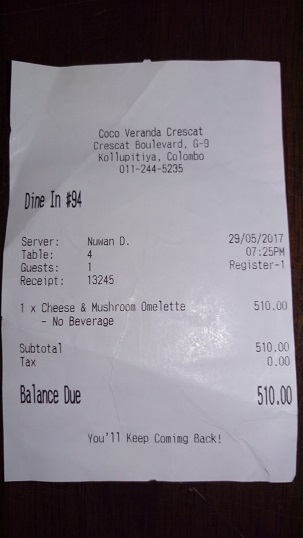 Coco Veranda Crescat
Crescat Boulevard, G-9
Kollupitiya, Colombo
011-244-5235
Dine In #94
Server: Nuwan D. 29/05/2017
Table: 4 07:25PM
Guests: 1 Register-1
Receipt: 13245
1 x Cheese & Mushroom Omelette 510.00
- No Beverage
Subtotal 510.00
Tax 0.00
Balance Due 510.00
You'll Keep Comimg Back!